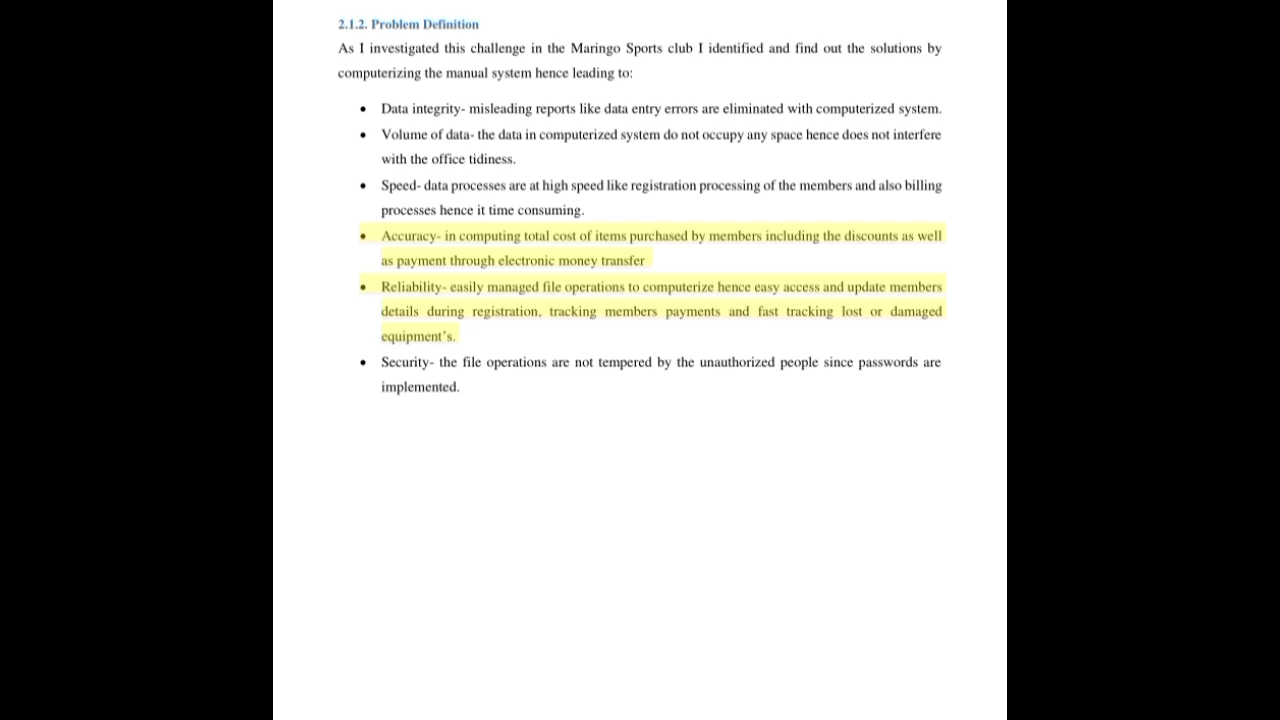 2.1.2. Problem Definition
As I investigated this challenge in the Maringo Sports club I identified and find out the solutions by
computerizing the manual system hence leading to:
• Data integrity- misleading reports like data entry errors are eliminated with computerized system.
• Volume of data- the data in computerized system do not occupy any space hence does not interfere
with the office tidiness.
• Speed- data processes are at high speed like registration processing of the members and also billing
processes hence it time consuming.
• Accuracy- in computing total cost of items purchased by members including the discounts as well
as payment through electronic money transfer
• Reliability- easily managed file operations to computerize hence easy access and update members
details during registration, tracking members payments and fast tracking lost or damaged
equipment’s.
• Security- the file operations are not tempered by the unauthorized people since passwords are
implemented.